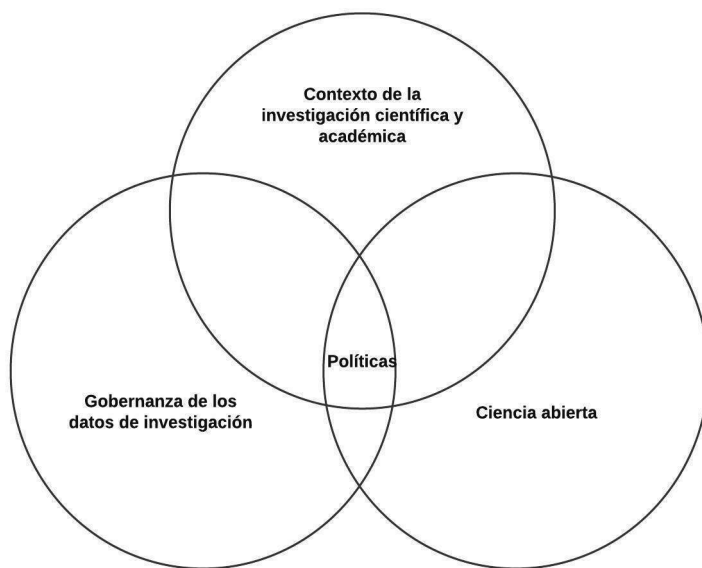 Contexto de la
investigación científica y
académica
Políticas
Gobernanza de los
datos de investigación
Ciencia abierta